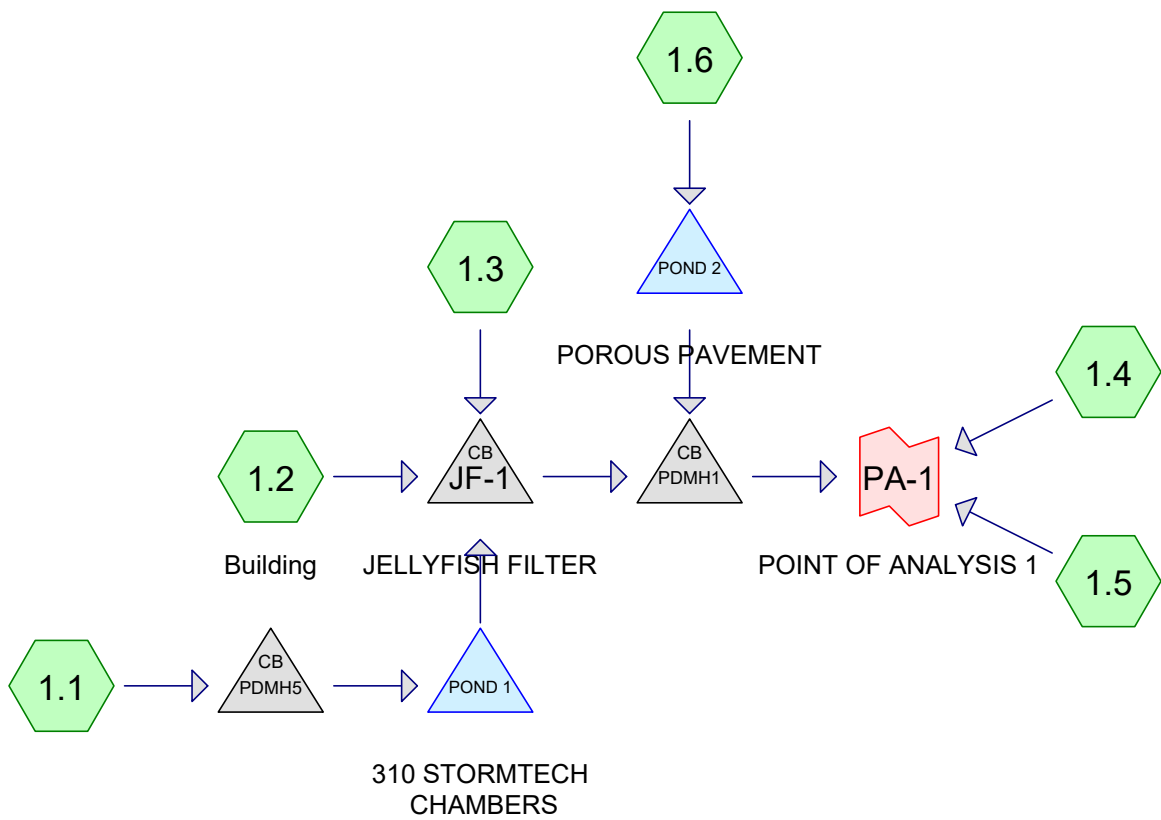 1.6
1.3
POND 2
POROUS PAVEMENT
1.4
1.2
CB
JF-1
CB
PDMH1
PA-1
Building
JELLYFISH FILTER
POINT OF ANALYSIS 1
1.5
1.1
CB
PDMH5
POND 1
310 STORMTECH
CHAMBERS